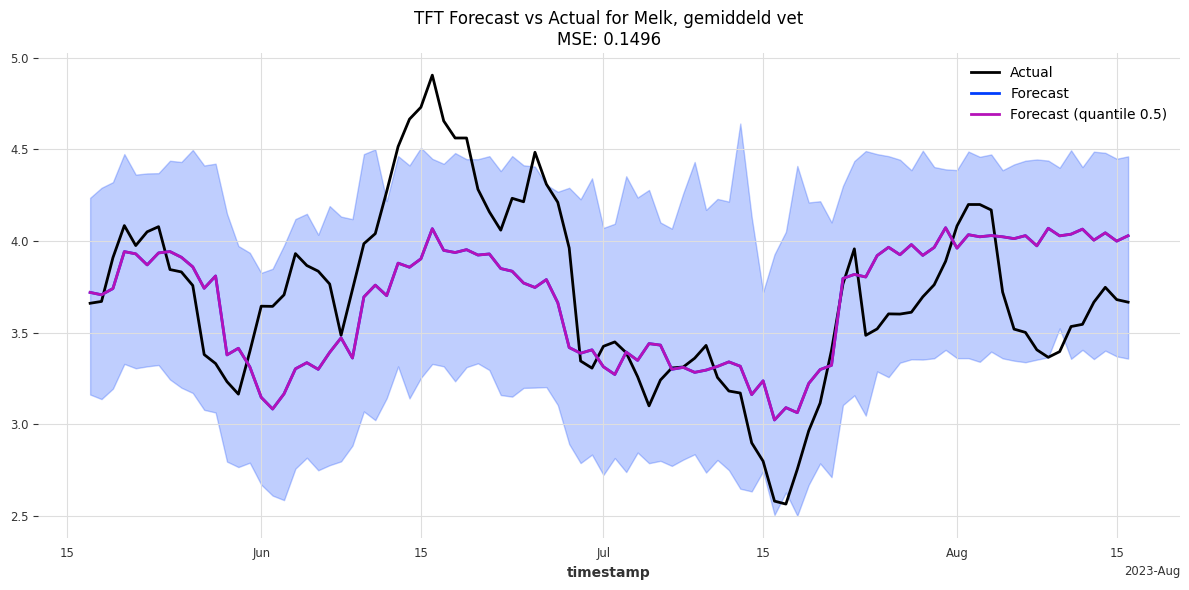 TFT Forecast vs Actual for Melk, gemiddeld vet
MSE: 0.1496
Actual
Forecast
Forecast (quantile 0.5)
5.0
4.5
4.0
3.5
3.0
2.5
15
Jun
15
Jul
15
Aug
15
timestamp
2023-Aug